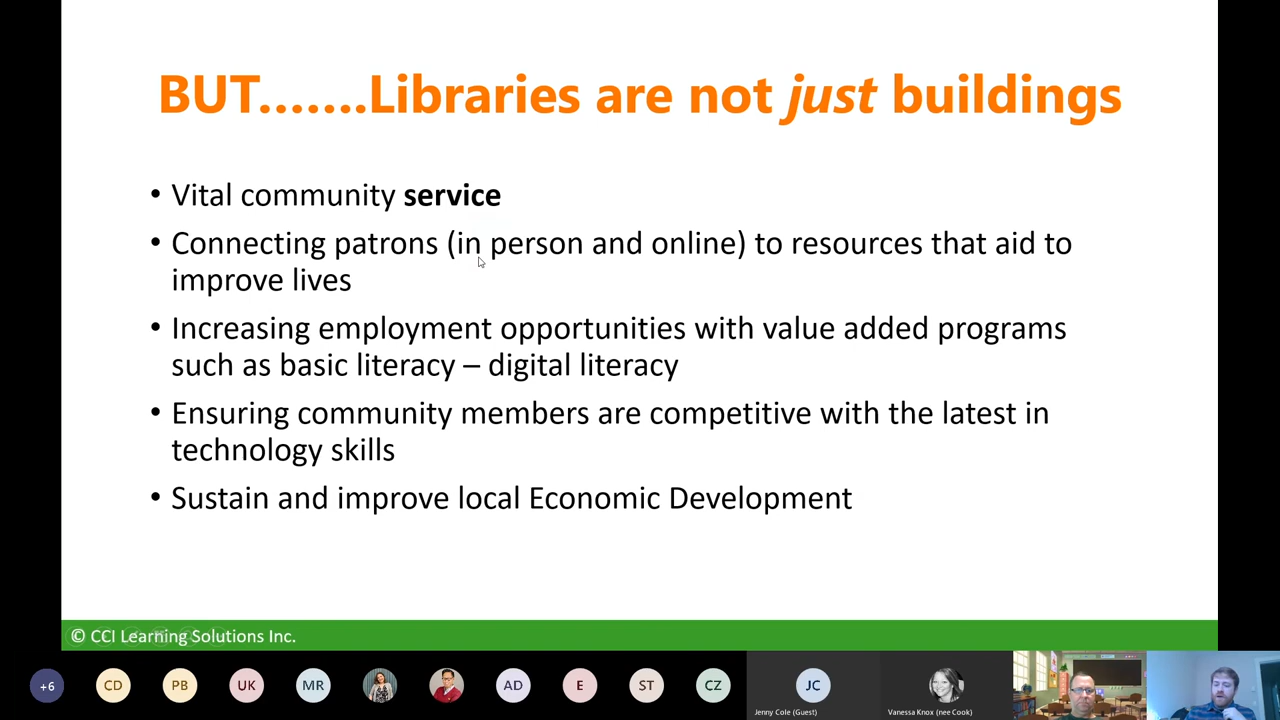 BUT.......Libraries are not just buildings
• Vital community service
• Connecting patrons (in person and online) to resources that aid to
improve lives
• Increasing employment opportunities with value added programs
such as basic literacy – digital literacy
• Ensuring community members are competitive with the latest in
technology skills
• Sustain and improve local Economic Development
© CCI Learning Solutions Inc.
+6 CD PB UK MR AD E ST CZ JC
Jenny Cole (Guest) Vanessa Knox (nee Cook)